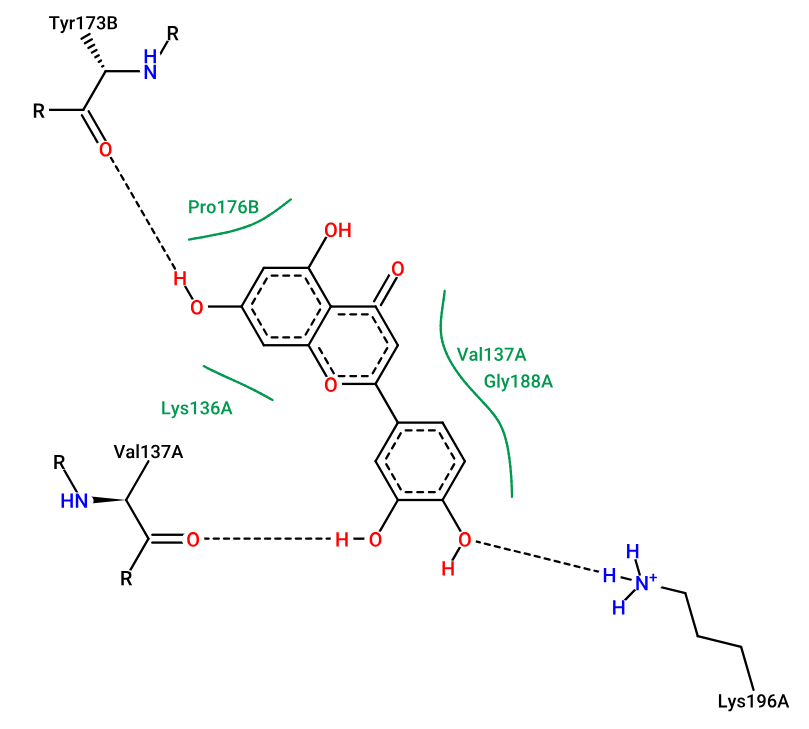 Tyr173B
R
H
N
R
O
Pro176B
OH
H
O
O
Val137A
Gly188A
O
Lys136A
Val137A
R
HN
O
H
O
O
H
R
H
H
N+
H
Lys196A